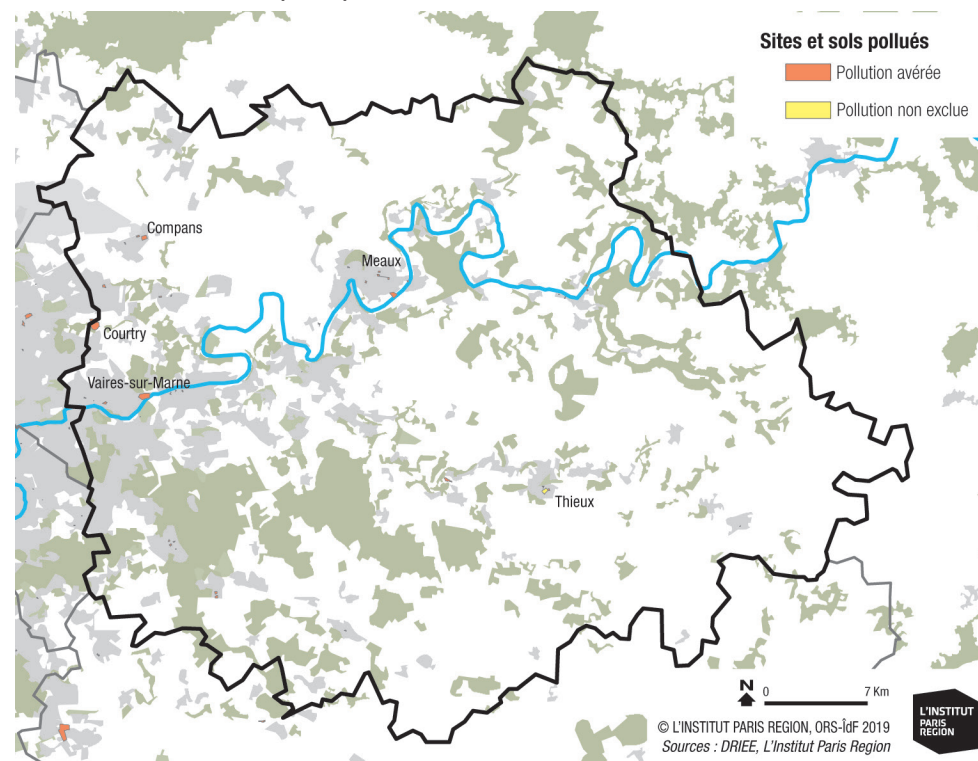 Sites et sols pollués
Pollution avérée
Pollution non exclue
Compans
Meaux
Courtry
Vaires-sur-Marne
Thieux
N
0 7 Km
© L'INSTITUT PARIS REGION, ORS-ÎdF 2019
Sources : DRIEE, L'Institut Paris Region
L'INSTITUT
PARIS
REGION